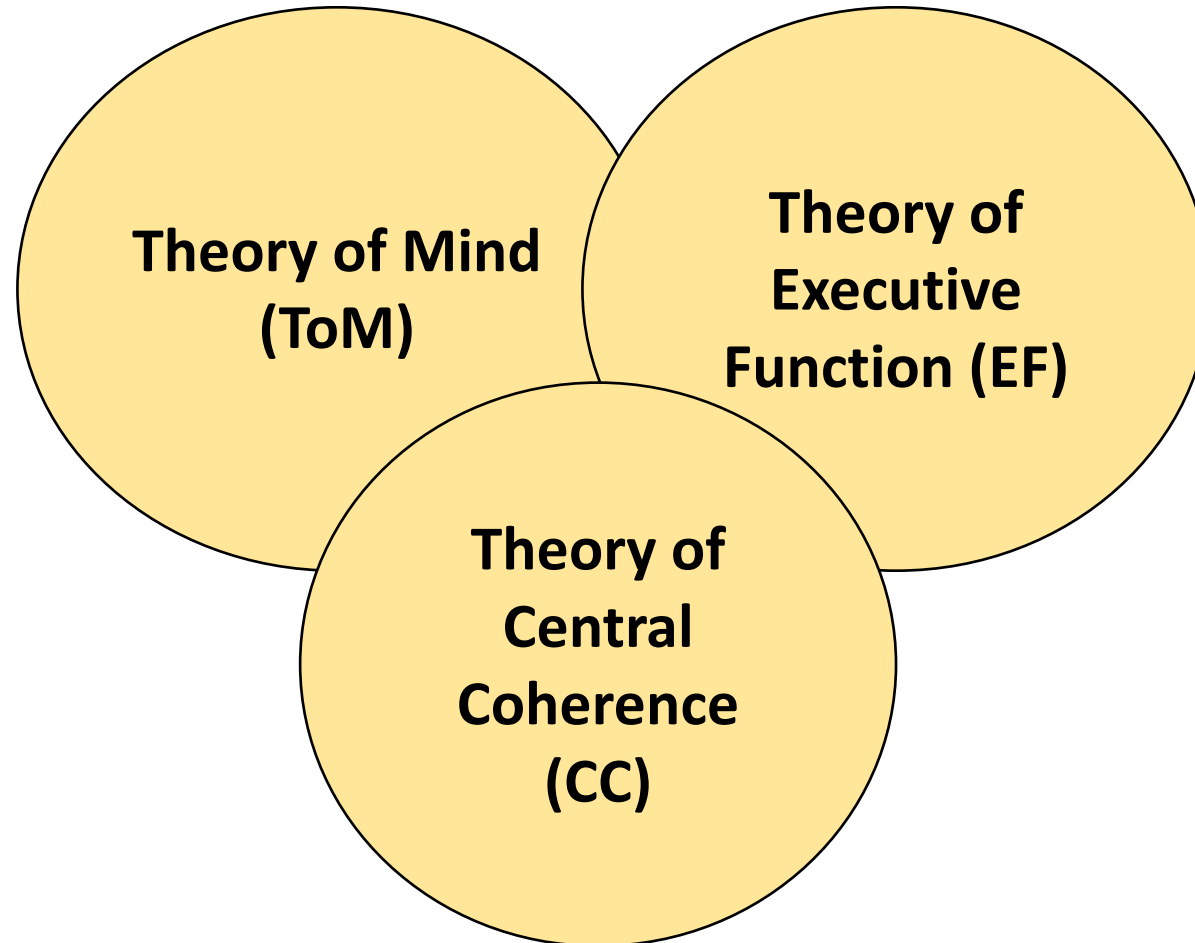 Theory of Mind
(ToM)
Theory of
Executive
Function (EF)
Theory of
Central
Coherence
(CC)